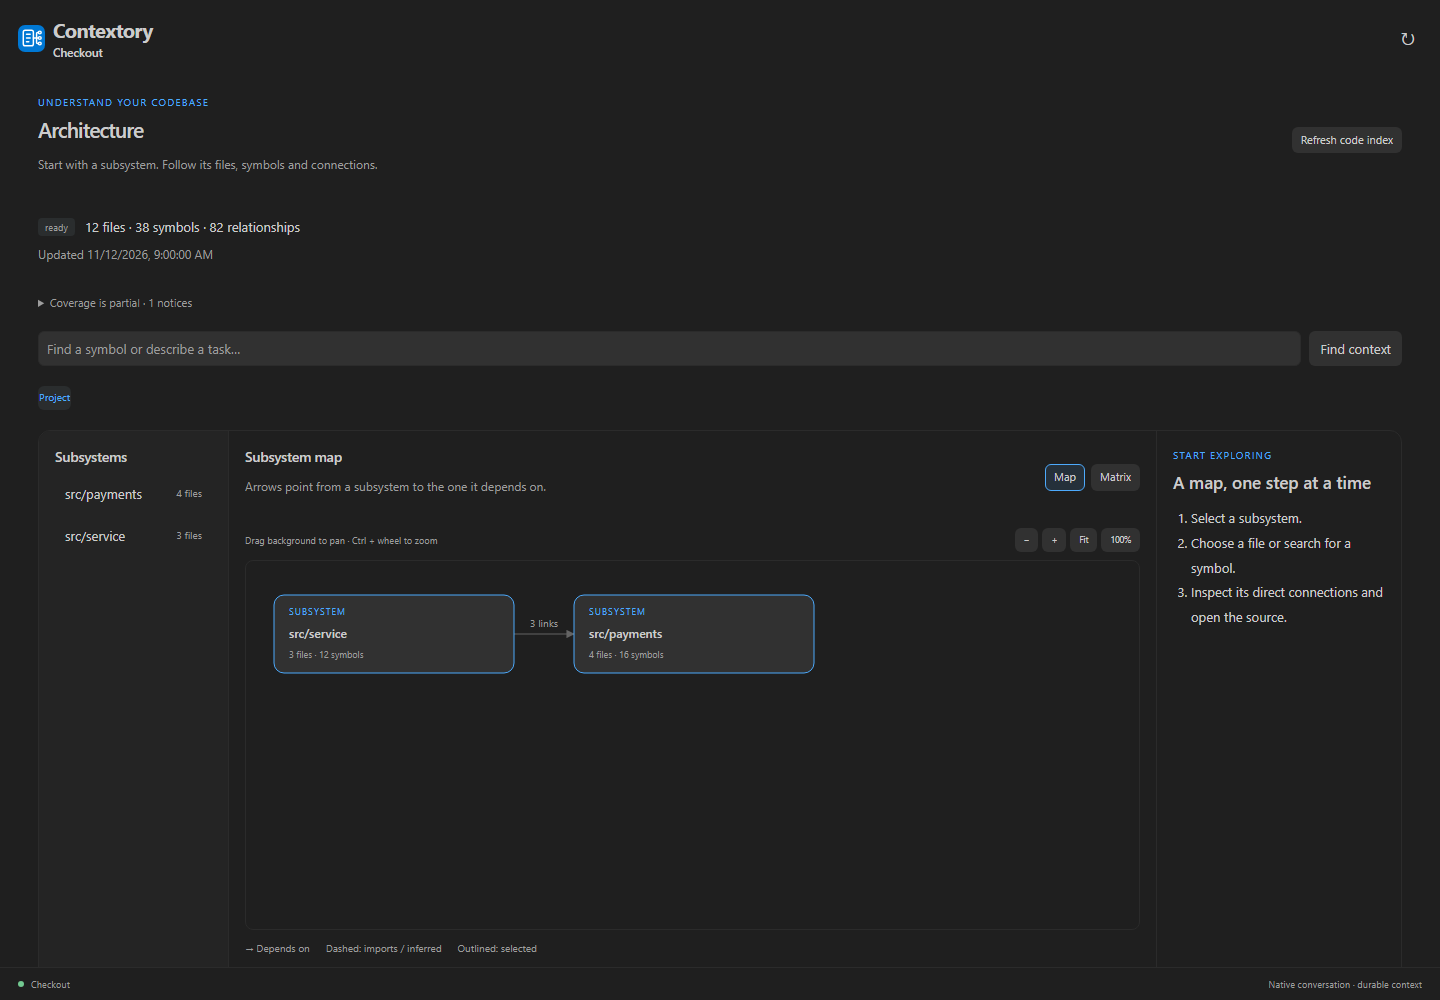 Contextory
Checkout
↻
UNDERSTAND YOUR CODEBASE
Architecture
Start with a subsystem. Follow its files, symbols and connections.
Refresh code index
ready
12 files · 38 symbols · 82 relationships
Updated 11/12/2026, 9:00:00 AM
▶ Coverage is partial · 1 notices
Find a symbol or describe a task...
Find context
Project
Subsystems
src/payments 4 files
src/service 3 files
Subsystem map
Arrows point from a subsystem to the one it depends on.
Map
Matrix
Drag background to pan · Ctrl + wheel to zoom
−
+
Fit
100%
SUBSYSTEM
src/service
3 files · 12 symbols
3 links
SUBSYSTEM
src/payments
4 files · 16 symbols
→ Depends on
Dashed: imports / inferred
Outlined: selected
START EXPLORING
A map, one step at a time
1. Select a subsystem.
2. Choose a file or search for a
symbol.
3. Inspect its direct connections and
open the source.
Checkout
Native conversation · durable context